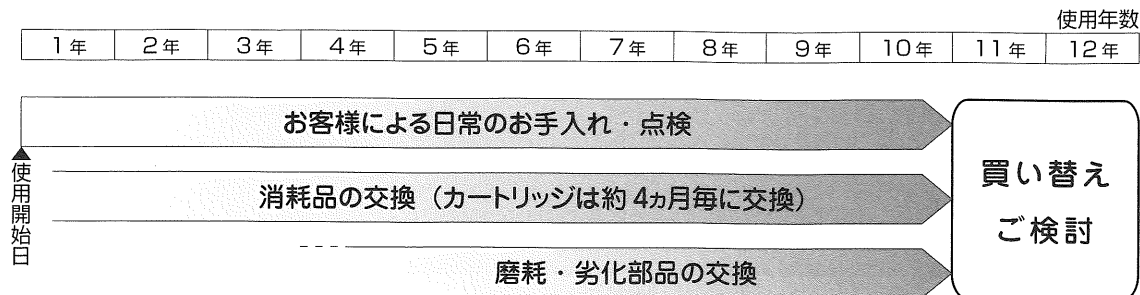 使用年数
1年 2年 3年 4年 5年 6年 7年 8年 9年 10年 11年 12年
お客様による日常のお手入れ・点検
使用開始日
消耗品の交換（カートリッジは約4ヵ月毎に交換）
磨耗・劣化部品の交換
買い替え
ご検討